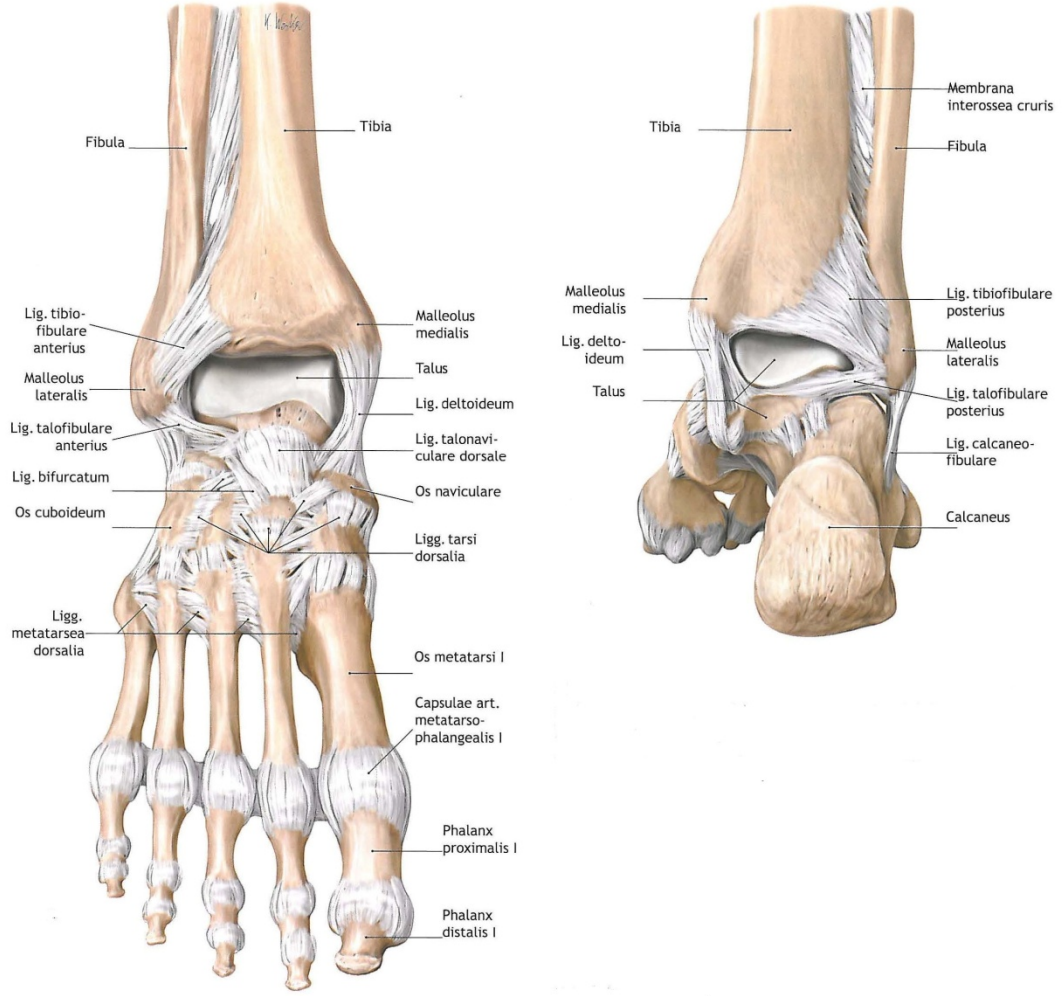 Fibula
Tibia
Lig. tibio-
fibulare
anterius
Malleolus
lateralis
Lig. talofibulare
anterius
Lig. bifurcatum
Os cuboideum
Ligg.
metatarsea
dorsalia
Malleolus
medialis
Talus
Lig. deltoideum
Lig. talonavi-
culare dorsale
Os naviculare
Ligg. tarsi
dorsalia
Os metatarsi I
Capsulae art.
metatarso-
phalangealis I
Phalanx
proximalis I
Phalanx
distalis I
Tibia
Malleolus
medialis
Lig. delto-
ideum
Talus
Membrana
interossea cruris
Fibula
Lig. tibiofibulare
posterius
Malleolus
lateralis
Lig. talofibulare
posterius
Lig. calcaneo-
fibulare
Calcaneus